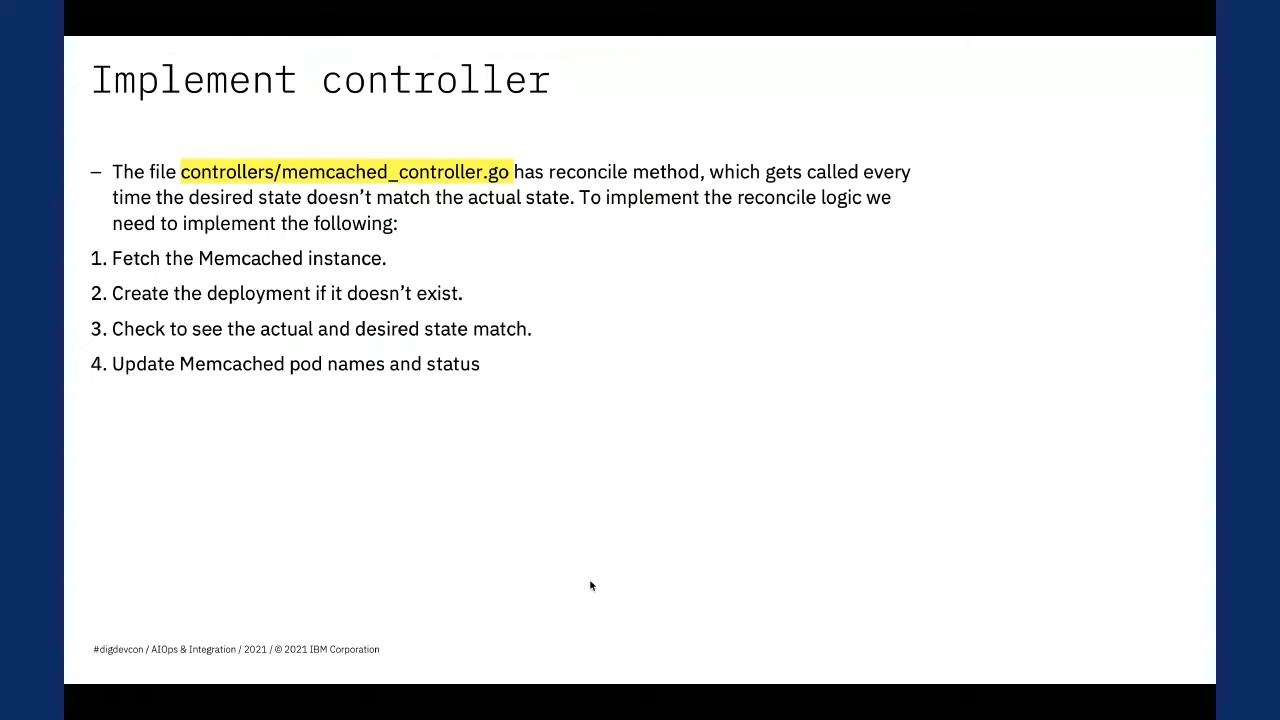 Implement controller
– The file controllers/memcached_controller.go has reconcile method, which gets called every
time the desired state doesn’t match the actual state. To implement the reconcile logic we
need to implement the following:
1. Fetch the Memcached instance.
2. Create the deployment if it doesn’t exist.
3. Check to see the actual and desired state match.
4. Update Memcached pod names and status
#digdevcon / AIOps & Integration / 2021 / © 2021 IBM Corporation